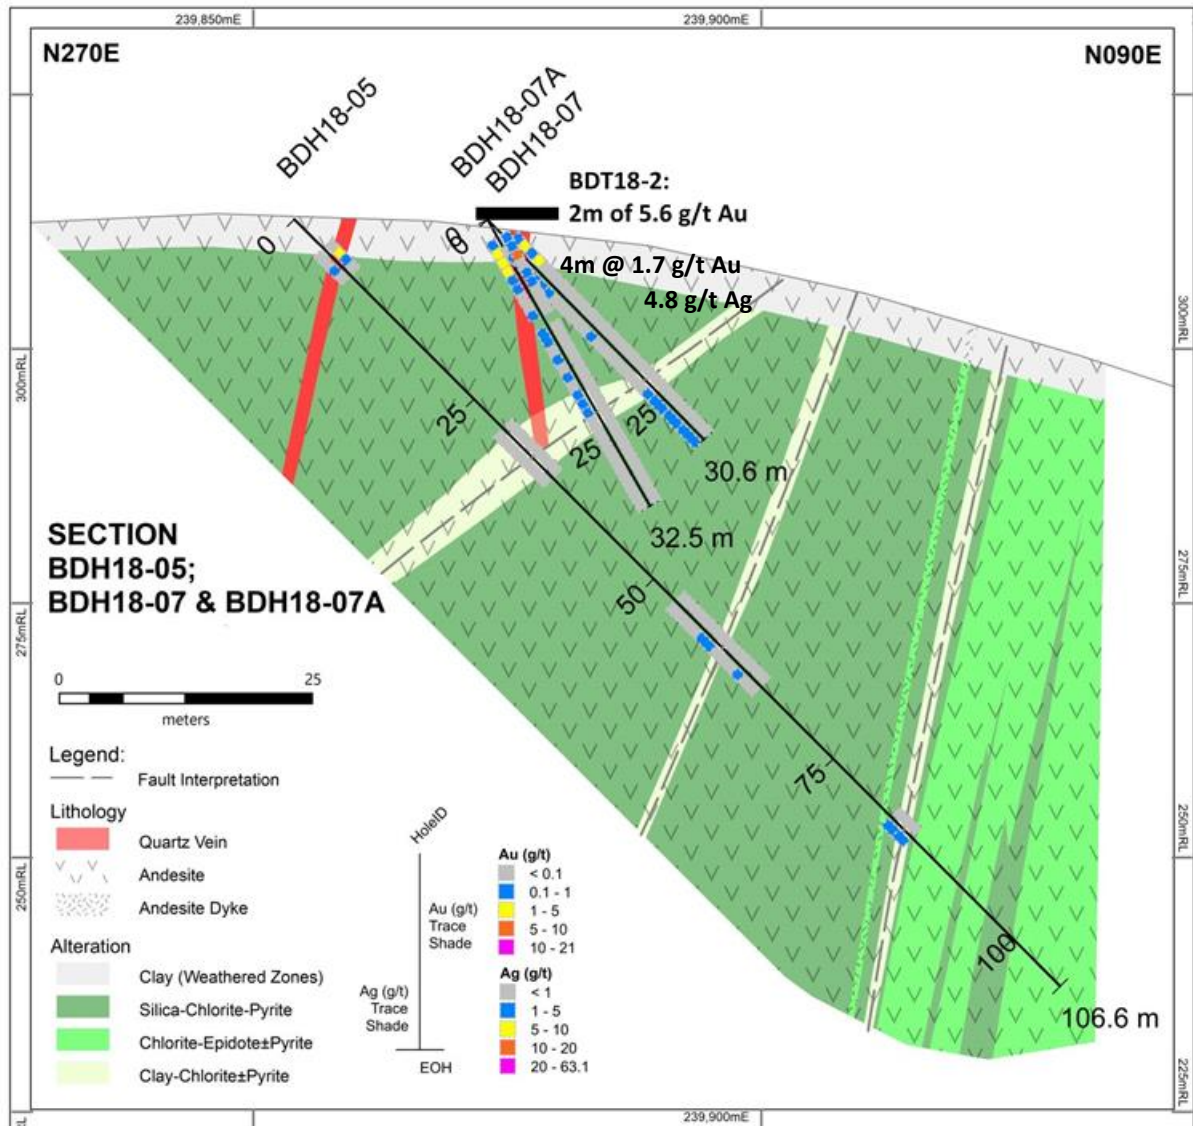 239,850mE
239,900mE
N270E
N090E
BDH18-05
BDH18-07A
BDH18-07
BDT18-2:
2m of 5.6 g/t Au
0
0
0
4m @ 1.7 g/t Au
4.8 g/t Ag
300mRL
300mRL
25
25
25
30.6 m
32.5 m
SECTION
BDH18-05;
BDH18-07 & BDH18-07A
50
275mRL
275mRL
0
25
meters
75
250mRL
250mRL
100
106.6 m
Legend:
Fault Interpretation
Lithology
Quartz Vein
Andesite
Andesite Dyke
Alteration
Clay (Weathered Zones)
Silica-Chlorite-Pyrite
Chlorite-Epidote±Pyrite
Clay-Chlorite±Pyrite
HoleID
Au (g/t)
Trace
Shade
Ag (g/t)
Trace
Shade
EOH
Au (g/t)
< 0.1
0.1 - 1
1 - 5
5 - 10
10 - 21
Ag (g/t)
< 1
1 - 5
5 - 10
10 - 20
20 - 63.1
225mRL
239,900mE